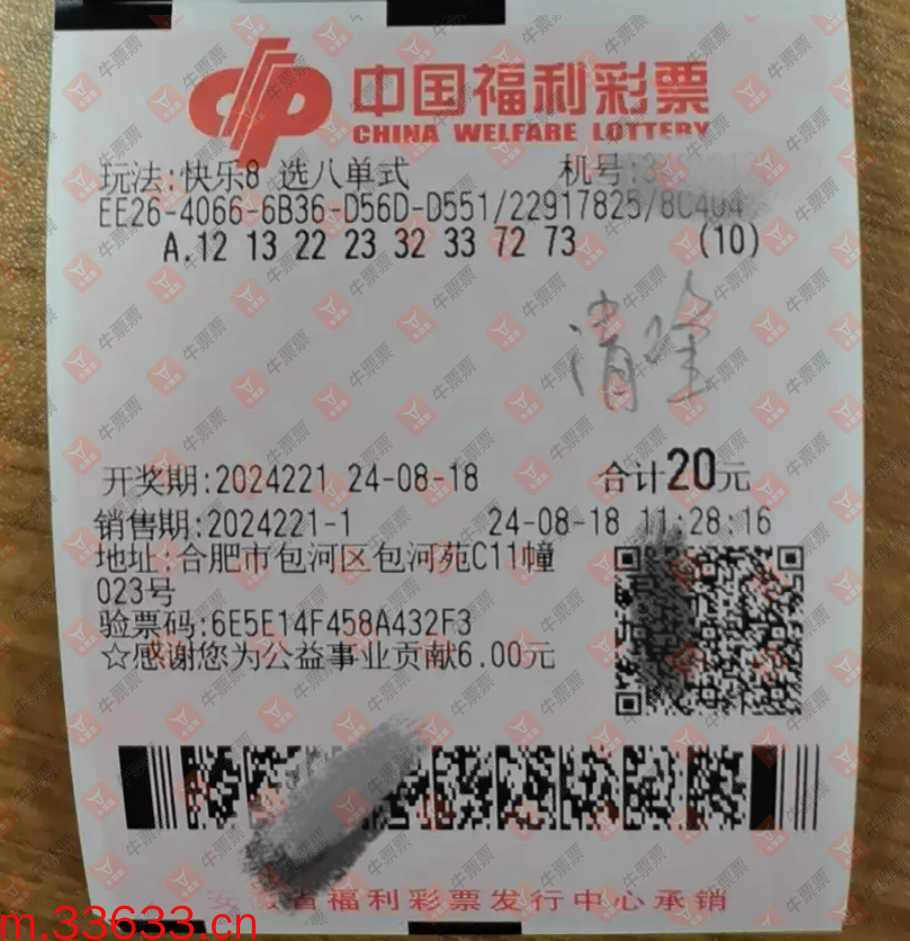 中国福利彩票
CHINA WELFARE LOTTERY
玩法:快乐8 选八单式 机号:
EE26-4066-6B36-D56D-D551/22917825/8C404
A.12 13 22 23 32 33 72 73 (10)
开奖期:2024221 24-08-18 合计20元
销售期:2024221-1 24-08-18 11:28:16
地址:合肥市包河区包河苑C11幢
023号
验票码:6E5E14F458A432F3
☆感谢您为公益事业贡献6.00元
省福利彩票发行中心承销
m.33633.cn
牛票票